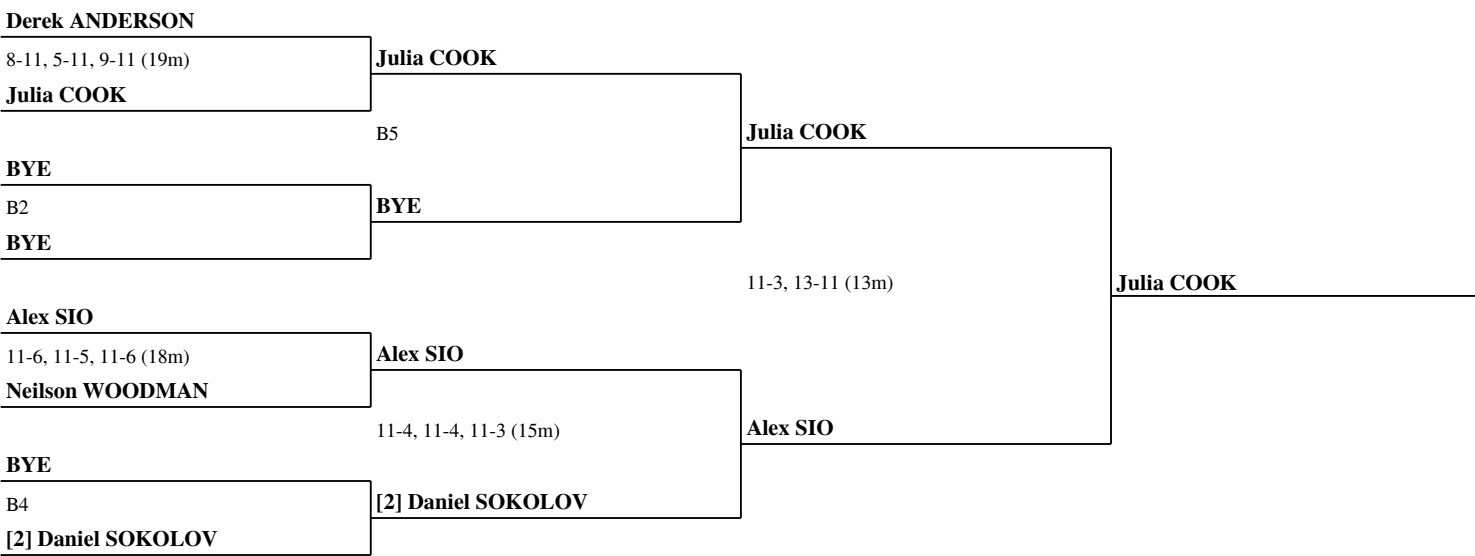 Derek ANDERSON
8-11, 5-11, 9-11 (19m)
Julia COOK
Julia COOK
B5
Julia COOK
BYE
B2
BYE
BYE
11-3, 13-11 (13m)
Julia COOK
Alex SIO
11-6, 11-5, 11-6 (18m)
Alex SIO
Neilson WOODMAN
11-4, 11-4, 11-3 (15m)
Alex SIO
BYE
B4
[2] Daniel SOKOLOV
[2] Daniel SOKOLOV